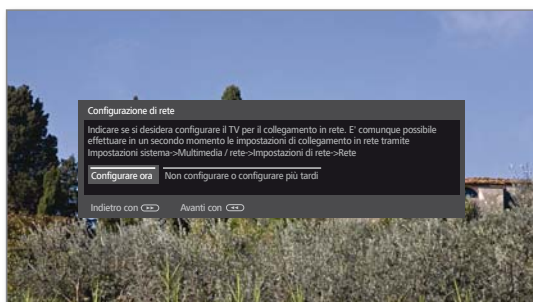 Configurazione di rete
Indicare se si desidera configurare il TV per il collegamento in rete. E' comunque possibile
effettuare in un secondo momento le impostazioni di collegamento in rete tramite
Impostazioni sistema->Multimedia / rete->Impostazioni di rete->Rete
Configurare ora Non configurare o configurare più tardi
Indietro con Avanti con